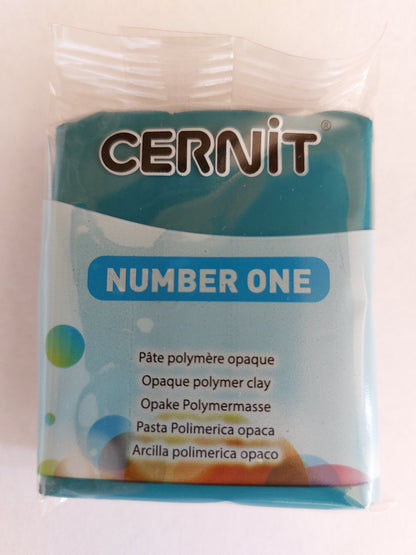 CERNiT®
NUMBER ONE
Pâte polymère opaque
Opaque polymer clay
Opake Polymermasse
Pasta Polimerica opaca
Arcilla polimerica opaco